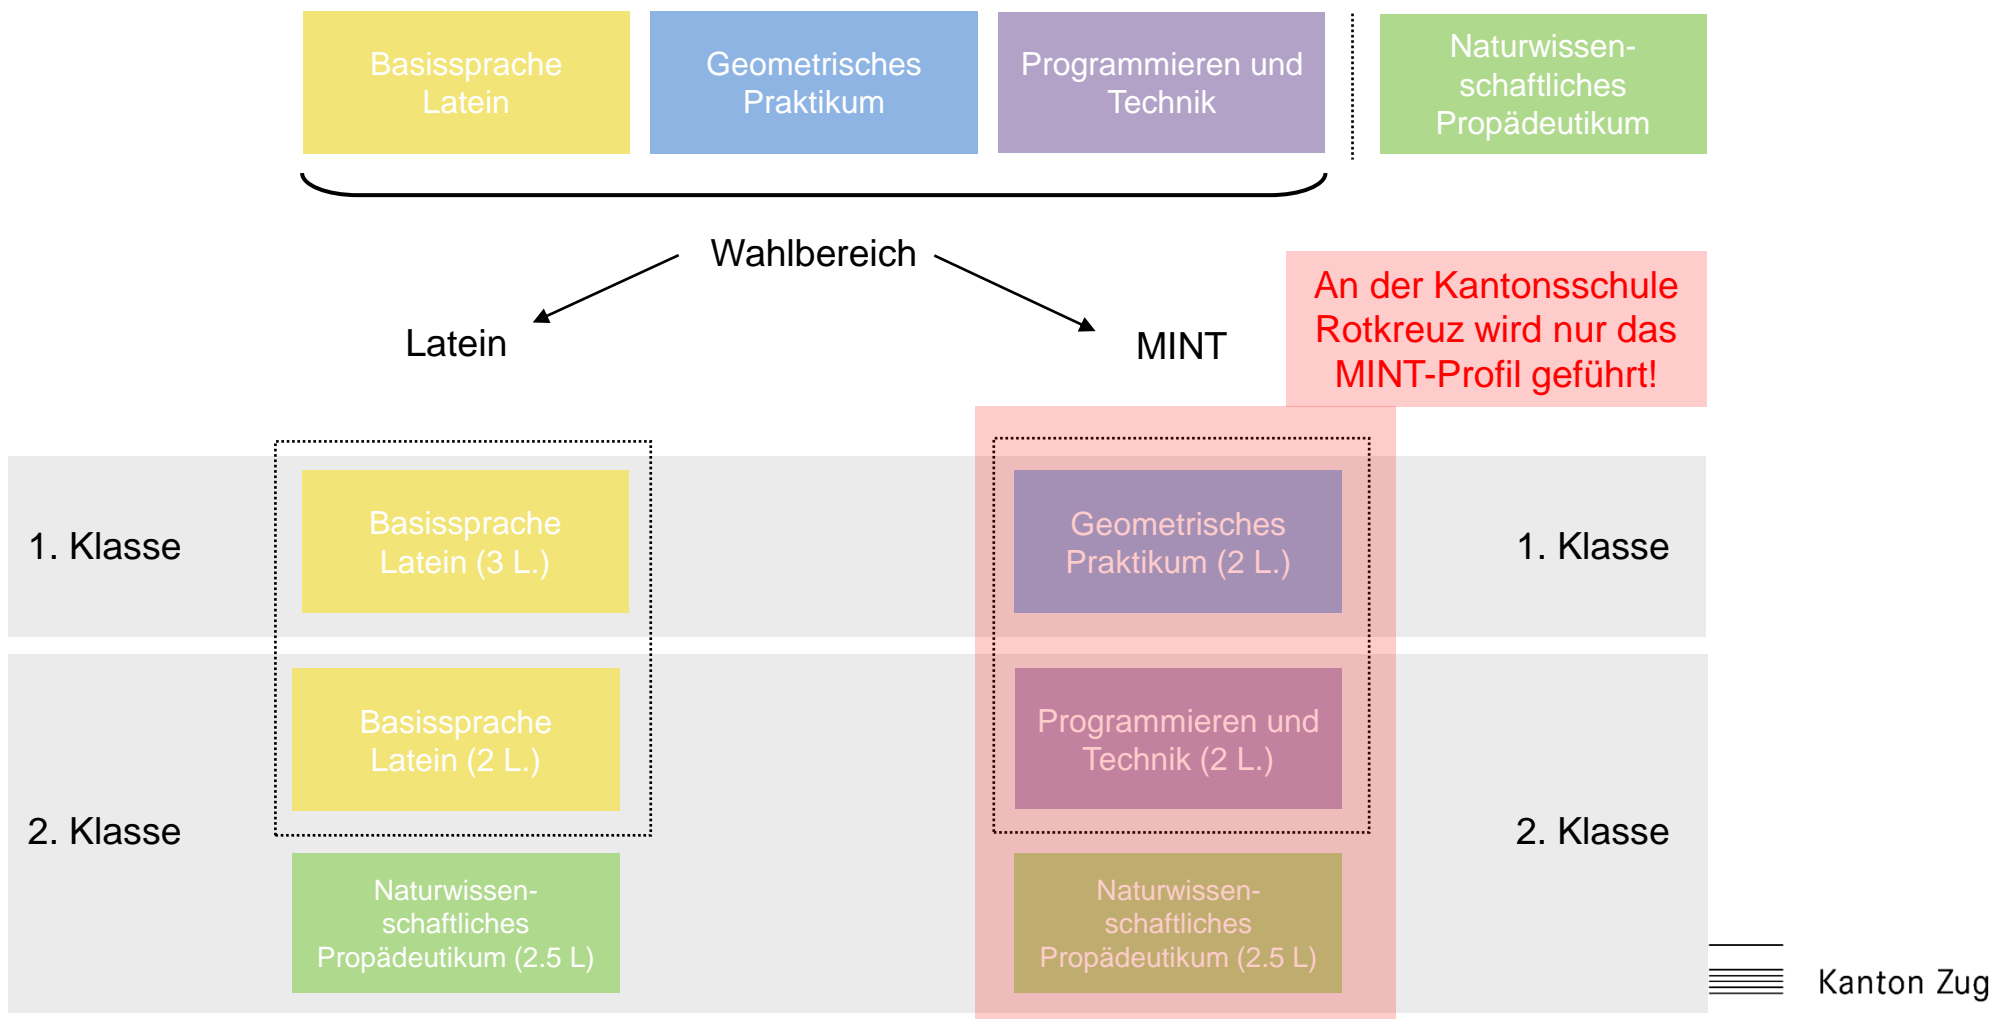 Basissprache
Latein
Geometrisches
Praktikum
Programmieren und
Technik
Naturwissen-
schaftliches
Propädeutikum
Wahlbereich
Latein
MINT
An der Kantonsschule
Rotkreuz wird nur das
MINT-Profil geführt!
1. Klasse
Basissprache
Latein (3 L.)
Geometrisches
Praktikum (2 L.)
1. Klasse
2. Klasse
Basissprache
Latein (2 L.)
Programmieren und
Technik (2 L.)
2. Klasse
Naturwissen-
schaftliches
Propädeutikum (2.5 L)
Naturwissen-
schaftliches
Propädeutikum (2.5 L)
Kanton Zug